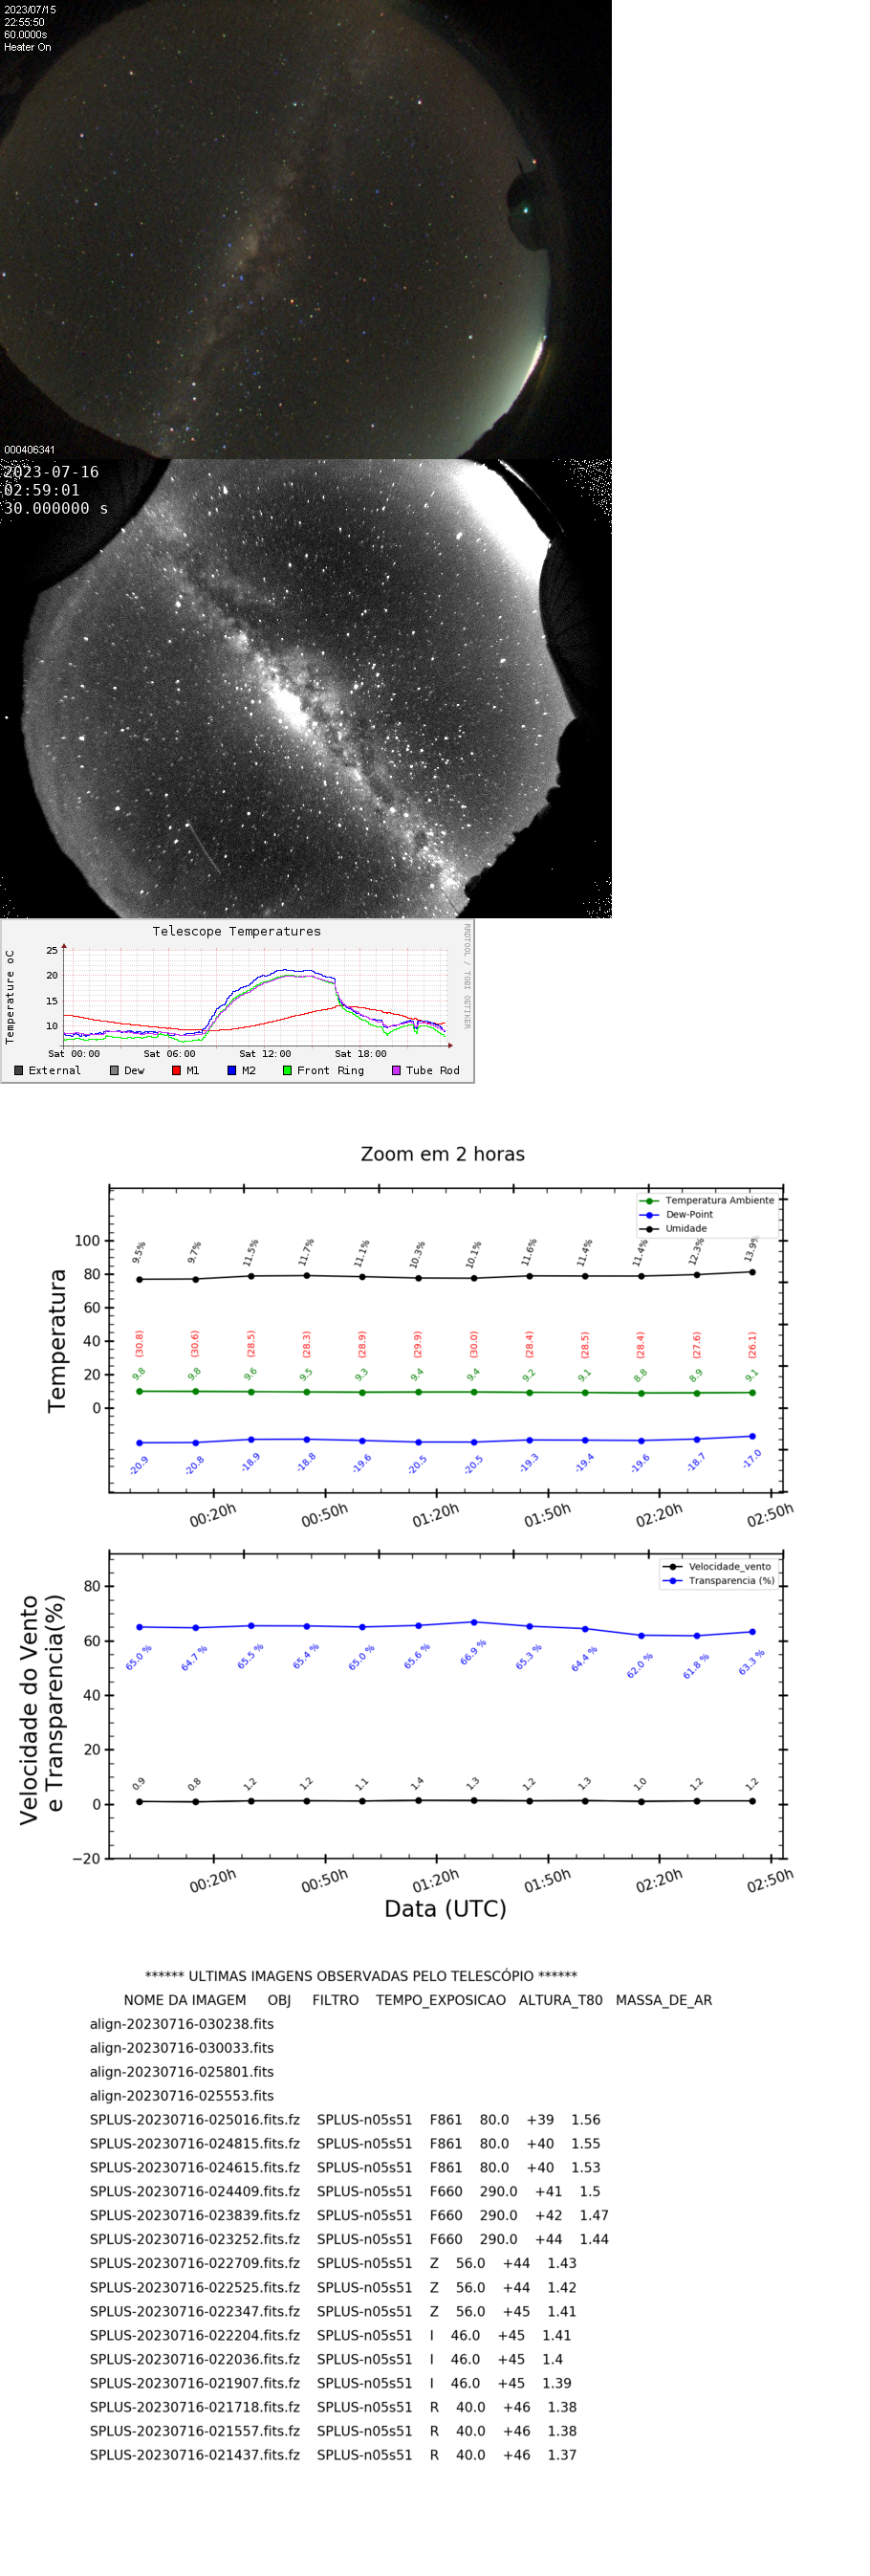 2023/07/15
22:55:50
60.0000s
Heater On
000406341
2023-07-16
02:59:01
30.000000 s
Telescope Temperatures
RRDTOOL / TOBI OETIKER
Temperature oC
25
20
15
10
Sat 00:00 Sat 06:00 Sat 12:00 Sat 18:00
External Dew M1 M2 Front Ring Tube Rod
Zoom em 2 horas
Temperatura
Temperatura Ambiente
Dew-Point
Umidade
100
80
60
40
20
0
9.5% 9.7% 11.5% 11.7% 11.1% 10.3% 10.1% 11.6% 11.4% 11.4% 12.3% 13.9%
(30.8) (30.6) (28.5) (28.3) (28.9) (29.9) (30.0) (28.4) (28.5) (28.4) (27.6) (26.1)
9.8 9.8 9.6 9.5 9.3 9.4 9.4 9.2 9.1 8.8 8.9 9.1
-20.9 -20.8 -18.9 -18.8 -19.6 -20.5 -20.5 -19.3 -19.4 -19.6 -18.7 -17.0
00:20h 00:50h 01:20h 01:50h 02:20h 02:50h
Velocidade do Vento
e Transparencia(%)
Velocidade_vento
Transparencia (%)
80
60
40
20
0
−20
65.0 % 64.7 % 65.5 % 65.4 % 65.0 % 65.6 % 66.9 % 65.3 % 64.4 % 62.0 % 61.8 % 63.3 %
0.9 0.8 1.2 1.2 1.1 1.4 1.3 1.2 1.3 1.0 1.2 1.2
00:20h 00:50h 01:20h 01:50h 02:20h 02:50h
Data (UTC)
****** ULTIMAS IMAGENS OBSERVADAS PELO TELESCÓPIO ******
NOME DA IMAGEM OBJ FILTRO TEMPO_EXPOSICAO ALTURA_T80 MASSA_DE_AR
align-20230716-030238.fits
align-20230716-030033.fits
align-20230716-025801.fits
align-20230716-025553.fits
SPLUS-20230716-025016.fits.fz SPLUS-n05s51 F861 80.0 +39 1.56
SPLUS-20230716-024815.fits.fz SPLUS-n05s51 F861 80.0 +40 1.55
SPLUS-20230716-024615.fits.fz SPLUS-n05s51 F861 80.0 +40 1.53
SPLUS-20230716-024409.fits.fz SPLUS-n05s51 F660 290.0 +41 1.5
SPLUS-20230716-023839.fits.fz SPLUS-n05s51 F660 290.0 +42 1.47
SPLUS-20230716-023252.fits.fz SPLUS-n05s51 F660 290.0 +44 1.44
SPLUS-20230716-022709.fits.fz SPLUS-n05s51 Z 56.0 +44 1.43
SPLUS-20230716-022525.fits.fz SPLUS-n05s51 Z 56.0 +44 1.42
SPLUS-20230716-022347.fits.fz SPLUS-n05s51 Z 56.0 +45 1.41
SPLUS-20230716-022204.fits.fz SPLUS-n05s51 I 46.0 +45 1.41
SPLUS-20230716-022036.fits.fz SPLUS-n05s51 I 46.0 +45 1.4
SPLUS-20230716-021907.fits.fz SPLUS-n05s51 I 46.0 +45 1.39
SPLUS-20230716-021718.fits.fz SPLUS-n05s51 R 40.0 +46 1.38
SPLUS-20230716-021557.fits.fz SPLUS-n05s51 R 40.0 +46 1.38
SPLUS-20230716-021437.fits.fz SPLUS-n05s51 R 40.0 +46 1.37